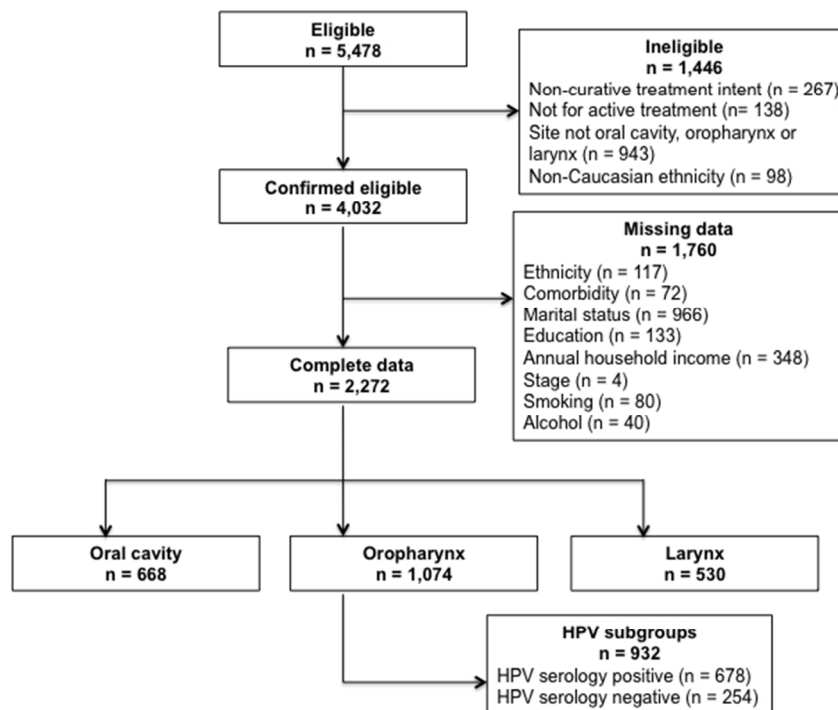 Eligible
n = 5,478
Ineligible
n = 1,446
Non-curative treatment intent (n = 267)
Not for active treatment (n= 138)
Site not oral cavity, oropharynx or
larynx (n = 943)
Non-Caucasian ethnicity (n = 98)
Confirmed eligible
n = 4,032
Missing data
n = 1,760
Ethnicity (n = 117)
Comorbidity (n = 72)
Marital status (n = 966)
Education (n = 133)
Annual household income (n = 348)
Stage (n = 4)
Smoking (n = 80)
Alcohol (n = 40)
Complete data
n = 2,272
Oral cavity
n = 668
Oropharynx
n = 1,074
Larynx
n = 530
HPV subgroups
n = 932
HPV serology positive (n = 678)
HPV serology negative (n = 254)